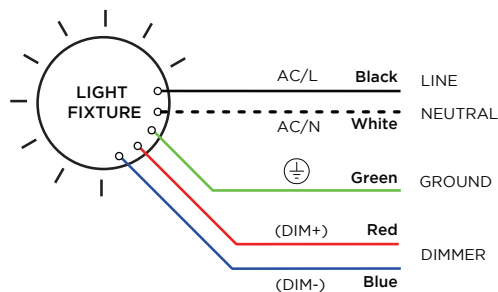 LIGHT
FIXTURE
AC/L Black LINE
AC/N White NEUTRAL
Green GROUND
(DIM+) Red
DIMMER
(DIM-) Blue